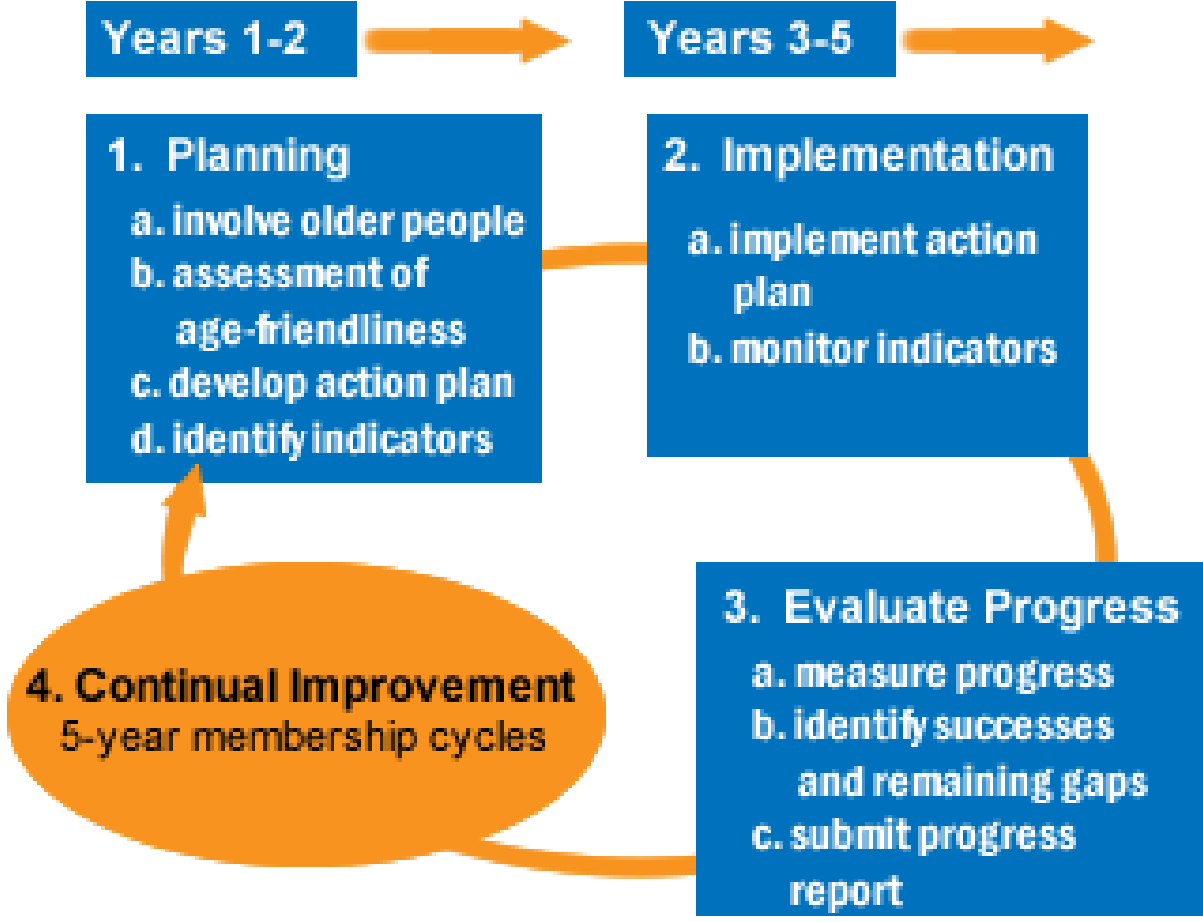 Years 1-2
Years 3-5
1. Planning
a. involve older people
b. assessment of
age-friendliness
c. develop action plan
d. identify indicators
2. Implementation
a. implement action
plan
b. monitor indicators
3. Evaluate Progress
a. measure progress
b. identify successes
and remaining gaps
c. submit progress
report
4. Continual Improvement
5-year membership cycles